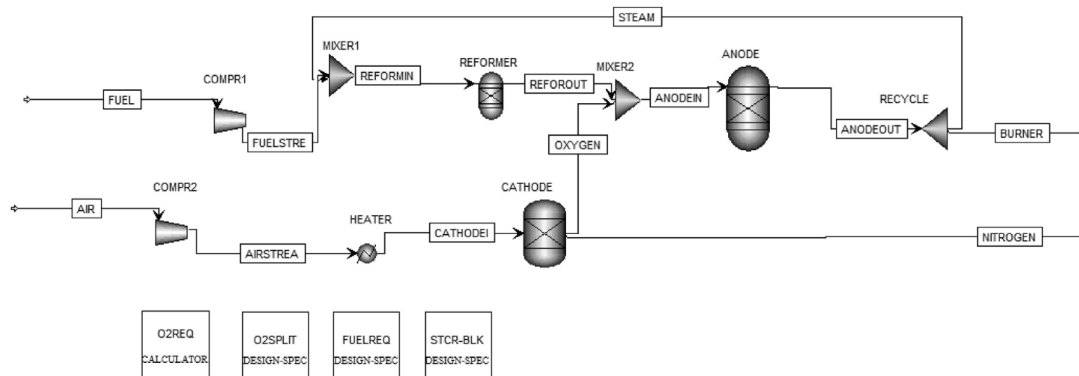 STEAM
MIXER1
ANODE
REFORMER
MIXER2
COMPR1
REFORMIN
REFOROUT
RECYCLE
FUEL
ANODEIN
ANODEOUT
BURNER
FUELSTRE
OXYGEN
COMPR2
CATHODE
AIR
HEATER
CATHODEI
NITROGEN
AIRSTREA
O2REQ
CALCULATOR
O2SPLIT
DESIGN-SPEC
FUELREQ
DESIGN-SPEC
STCR-BLK
DESIGN-SPEC